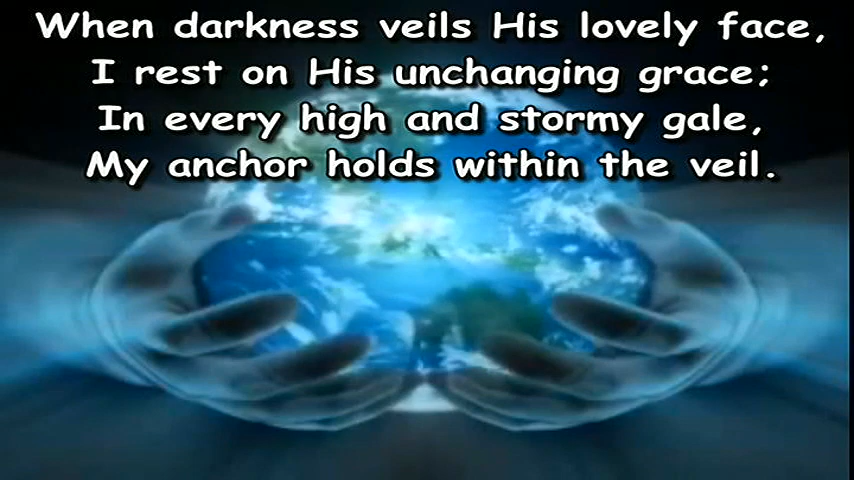 When darkness veils His lovely face,
I rest on His unchanging grace;
In every high and stormy gale,
My anchor holds within the veil.